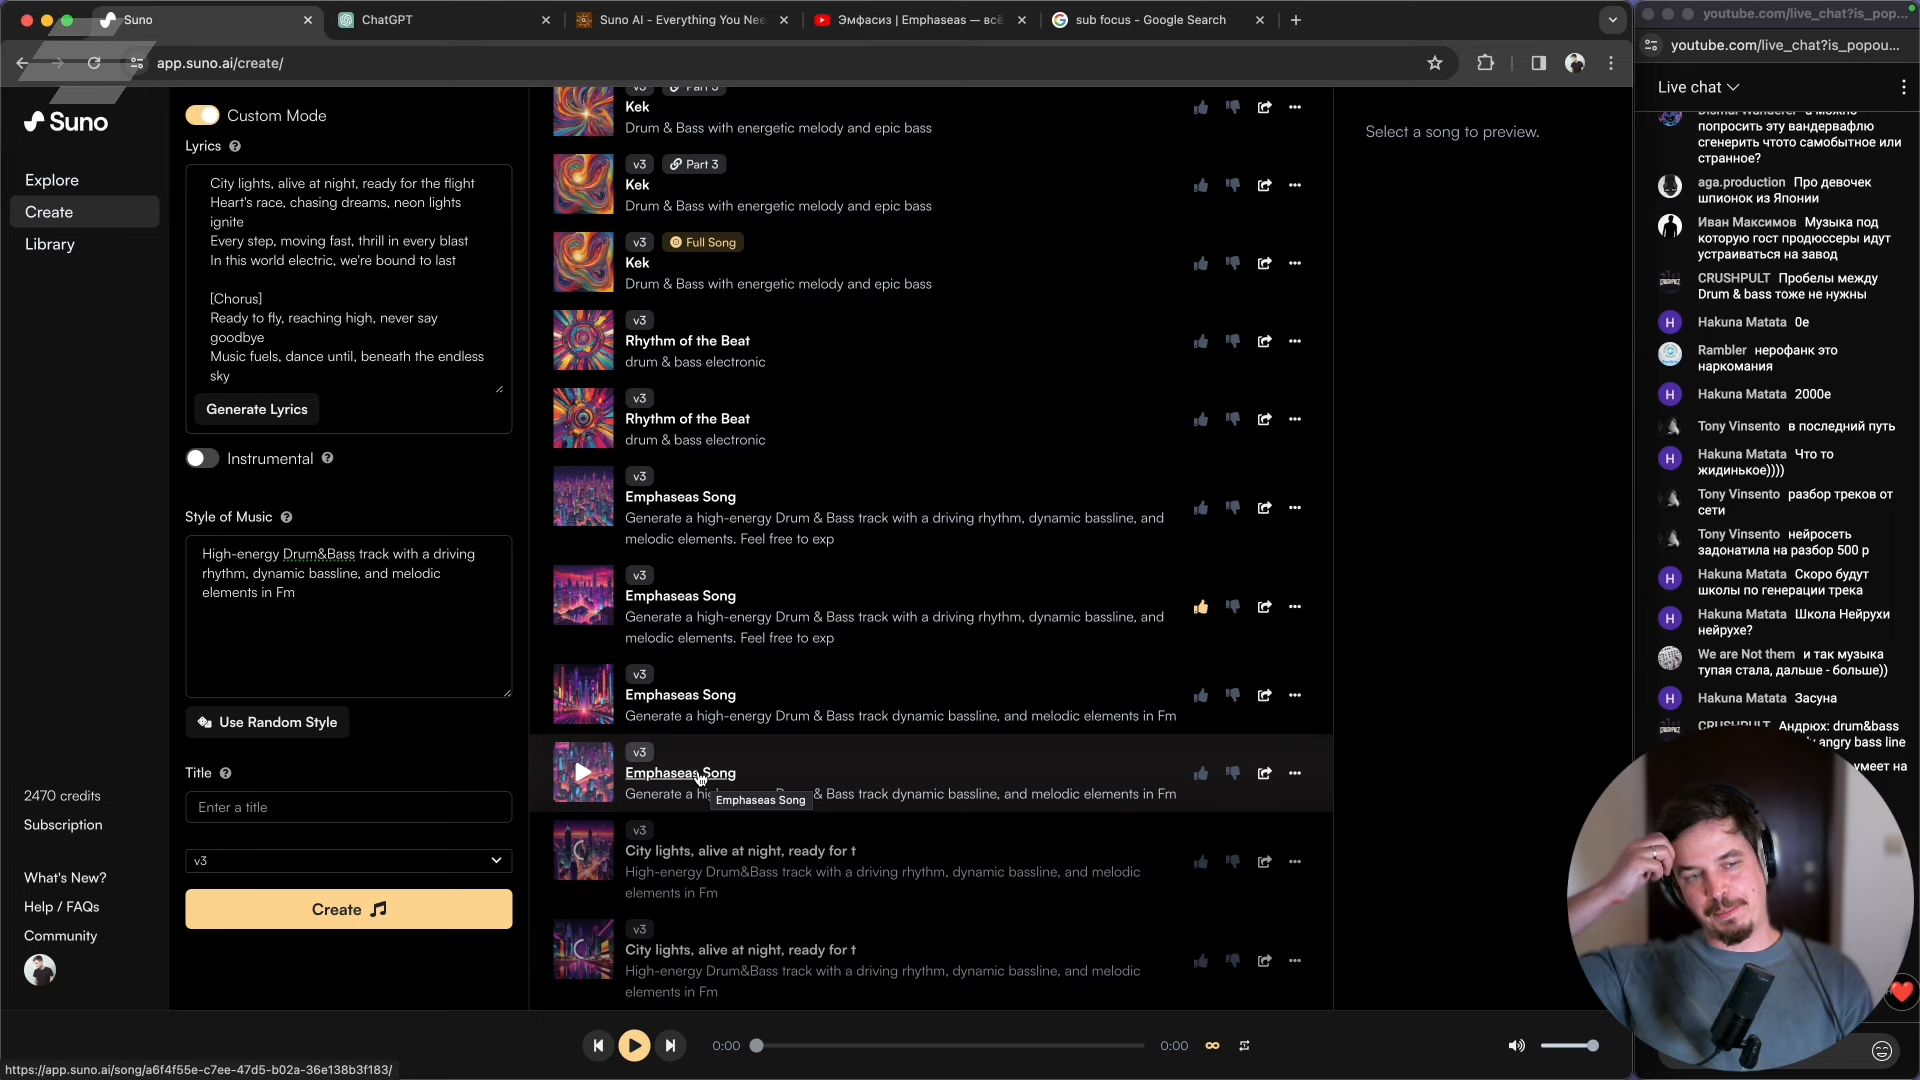 Suno
ChatGPT
Suno AI - Everything You Nee
Эмфасиз | Emphaseas — всё
sub focus - Google Search
youtube.com/live_chat?is_pop...
app.suno.ai/create/
youtube.com/live_chat?is_popou...
Suno
Explore
Create
Library
2470 credits
Subscription
What's New?
Help / FAQs
Community
Custom Mode
Lyrics
City lights, alive at night, ready for the flight
Heart's race, chasing dreams, neon lights
ignite
Every step, moving fast, thrill in every blast
In this world electric, we're bound to last
[Chorus]
Ready to fly, reaching high, never say
goodbye
Music fuels, dance until, beneath the endless
sky
Generate Lyrics
Instrumental
Style of Music
High-energy Drum&Bass track with a driving
rhythm, dynamic bassline, and melodic
elements in Fm
Use Random Style
Title
Enter a title
v3
Create
v3 Part 3
Kek
Drum & Bass with energetic melody and epic bass
v3 Part 3
Kek
Drum & Bass with energetic melody and epic bass
v3 Full Song
Kek
Drum & Bass with energetic melody and epic bass
v3
Rhythm of the Beat
drum & bass electronic
v3
Rhythm of the Beat
drum & bass electronic
v3
Emphaseas Song
Generate a high-energy Drum & Bass track with a driving rhythm, dynamic bassline, and
melodic elements. Feel free to exp
v3
Emphaseas Song
Generate a high-energy Drum & Bass track with a driving rhythm, dynamic bassline, and
melodic elements. Feel free to exp
v3
Emphaseas Song
Generate a high-energy Drum & Bass track dynamic bassline, and melodic elements in Fm
v3
Emphaseas Song
Generate a hig & Bass track dynamic bassline, and melodic elements in Fm
Emphaseas Song
v3
City lights, alive at night, ready for t
High-energy Drum&Bass track with a driving rhythm, dynamic bassline, and melodic
elements in Fm
v3
City lights, alive at night, ready for t
High-energy Drum&Bass track with a driving rhythm, dynamic bassline, and melodic
elements in Fm
Select a song to preview.
0:00
0:00
https://app.suno.ai/song/a6f4f55e-c7ee-47d5-b02a-36e138b3f183/
Live chat
Dismal Wanderer а можно
попросить эту вандервафлю
сгенерить чтото самобытное или
странное?
aga.production Про девочек
шпионок из Японии
Иван Максимов Музыка под
которую гост продюссеры идут
устраиваться на завод
CRUSHPULT Пробелы между
Drum & bass тоже не нужны
Hakuna Matata 0е
Rambler нерофанк это
наркомания
Hakuna Matata 2000е
Tony Vinsento в последний путь
Hakuna Matata Что то
жидинькое))))
Tony Vinsento разбор треков от
сети
Tony Vinsento нейросеть
задонатила на разбор 500 р
Hakuna Matata Скоро будут
школы по генерации трека
Hakuna Matata Школа Нейрухи
нейрухе?
We are Not them и так музыка
тупая стала, дальше - больше))
Hakuna Matata Засуна
CRUSHPULT Андрюх: drum&bass
angry bass line
умеет на